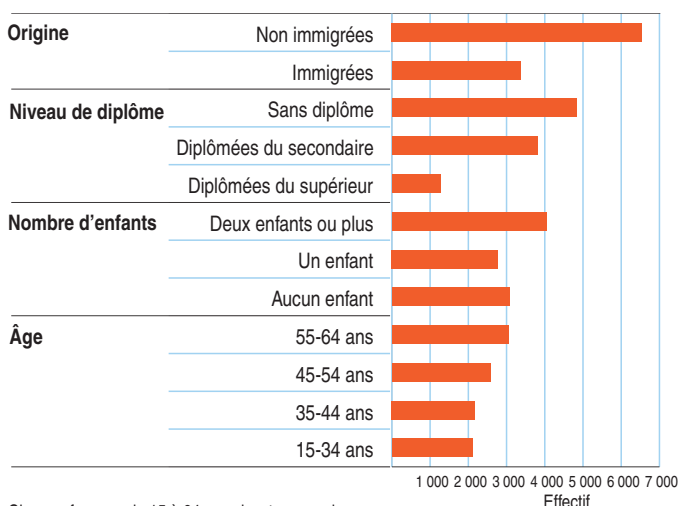 Origine Non immigrées
Immigrées
Niveau de diplôme Sans diplôme
Diplômées du secondaire
Diplômées du supérieur
Nombre d'enfants Deux enfants ou plus
Un enfant
Aucun enfant
Âge 55-64 ans
45-54 ans
35-44 ans
15-34 ans
1 000 2 000 3 000 4 000 5 000 6 000 7 000
Effectif